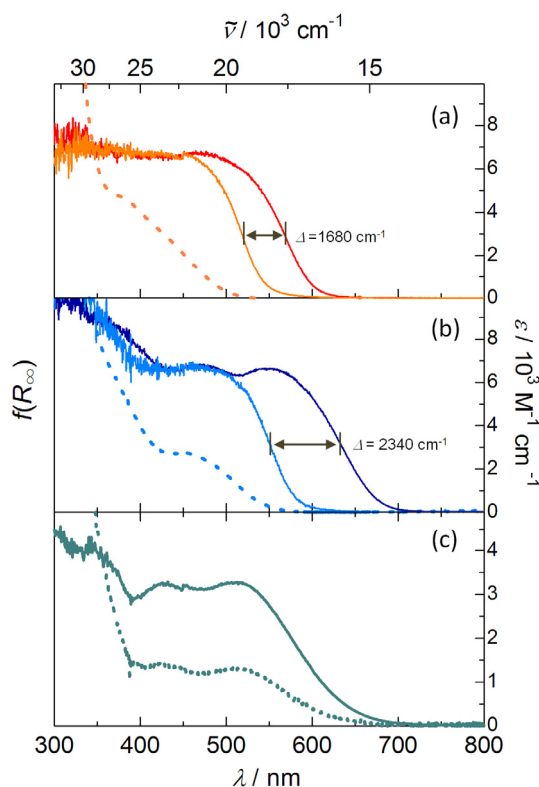 ṽ / 10³ cm⁻¹
30 25 20 15
(a)
8
6
4
2
0
Δ = 1680 cm⁻¹
(b)
8
6
4
2
0
Δ = 2340 cm⁻¹
(c)
4
3
2
1
0
f(R∞)
ε / 10³ M⁻¹ cm⁻¹
300 400 500 600 700 800
λ / nm